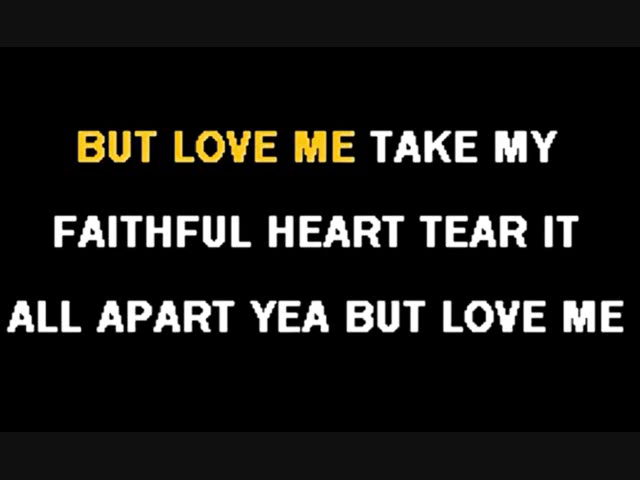 BUT LOVE ME TAKE MY
FAITHFUL HEART TEAR IT
ALL APART YEA BUT LOVE ME